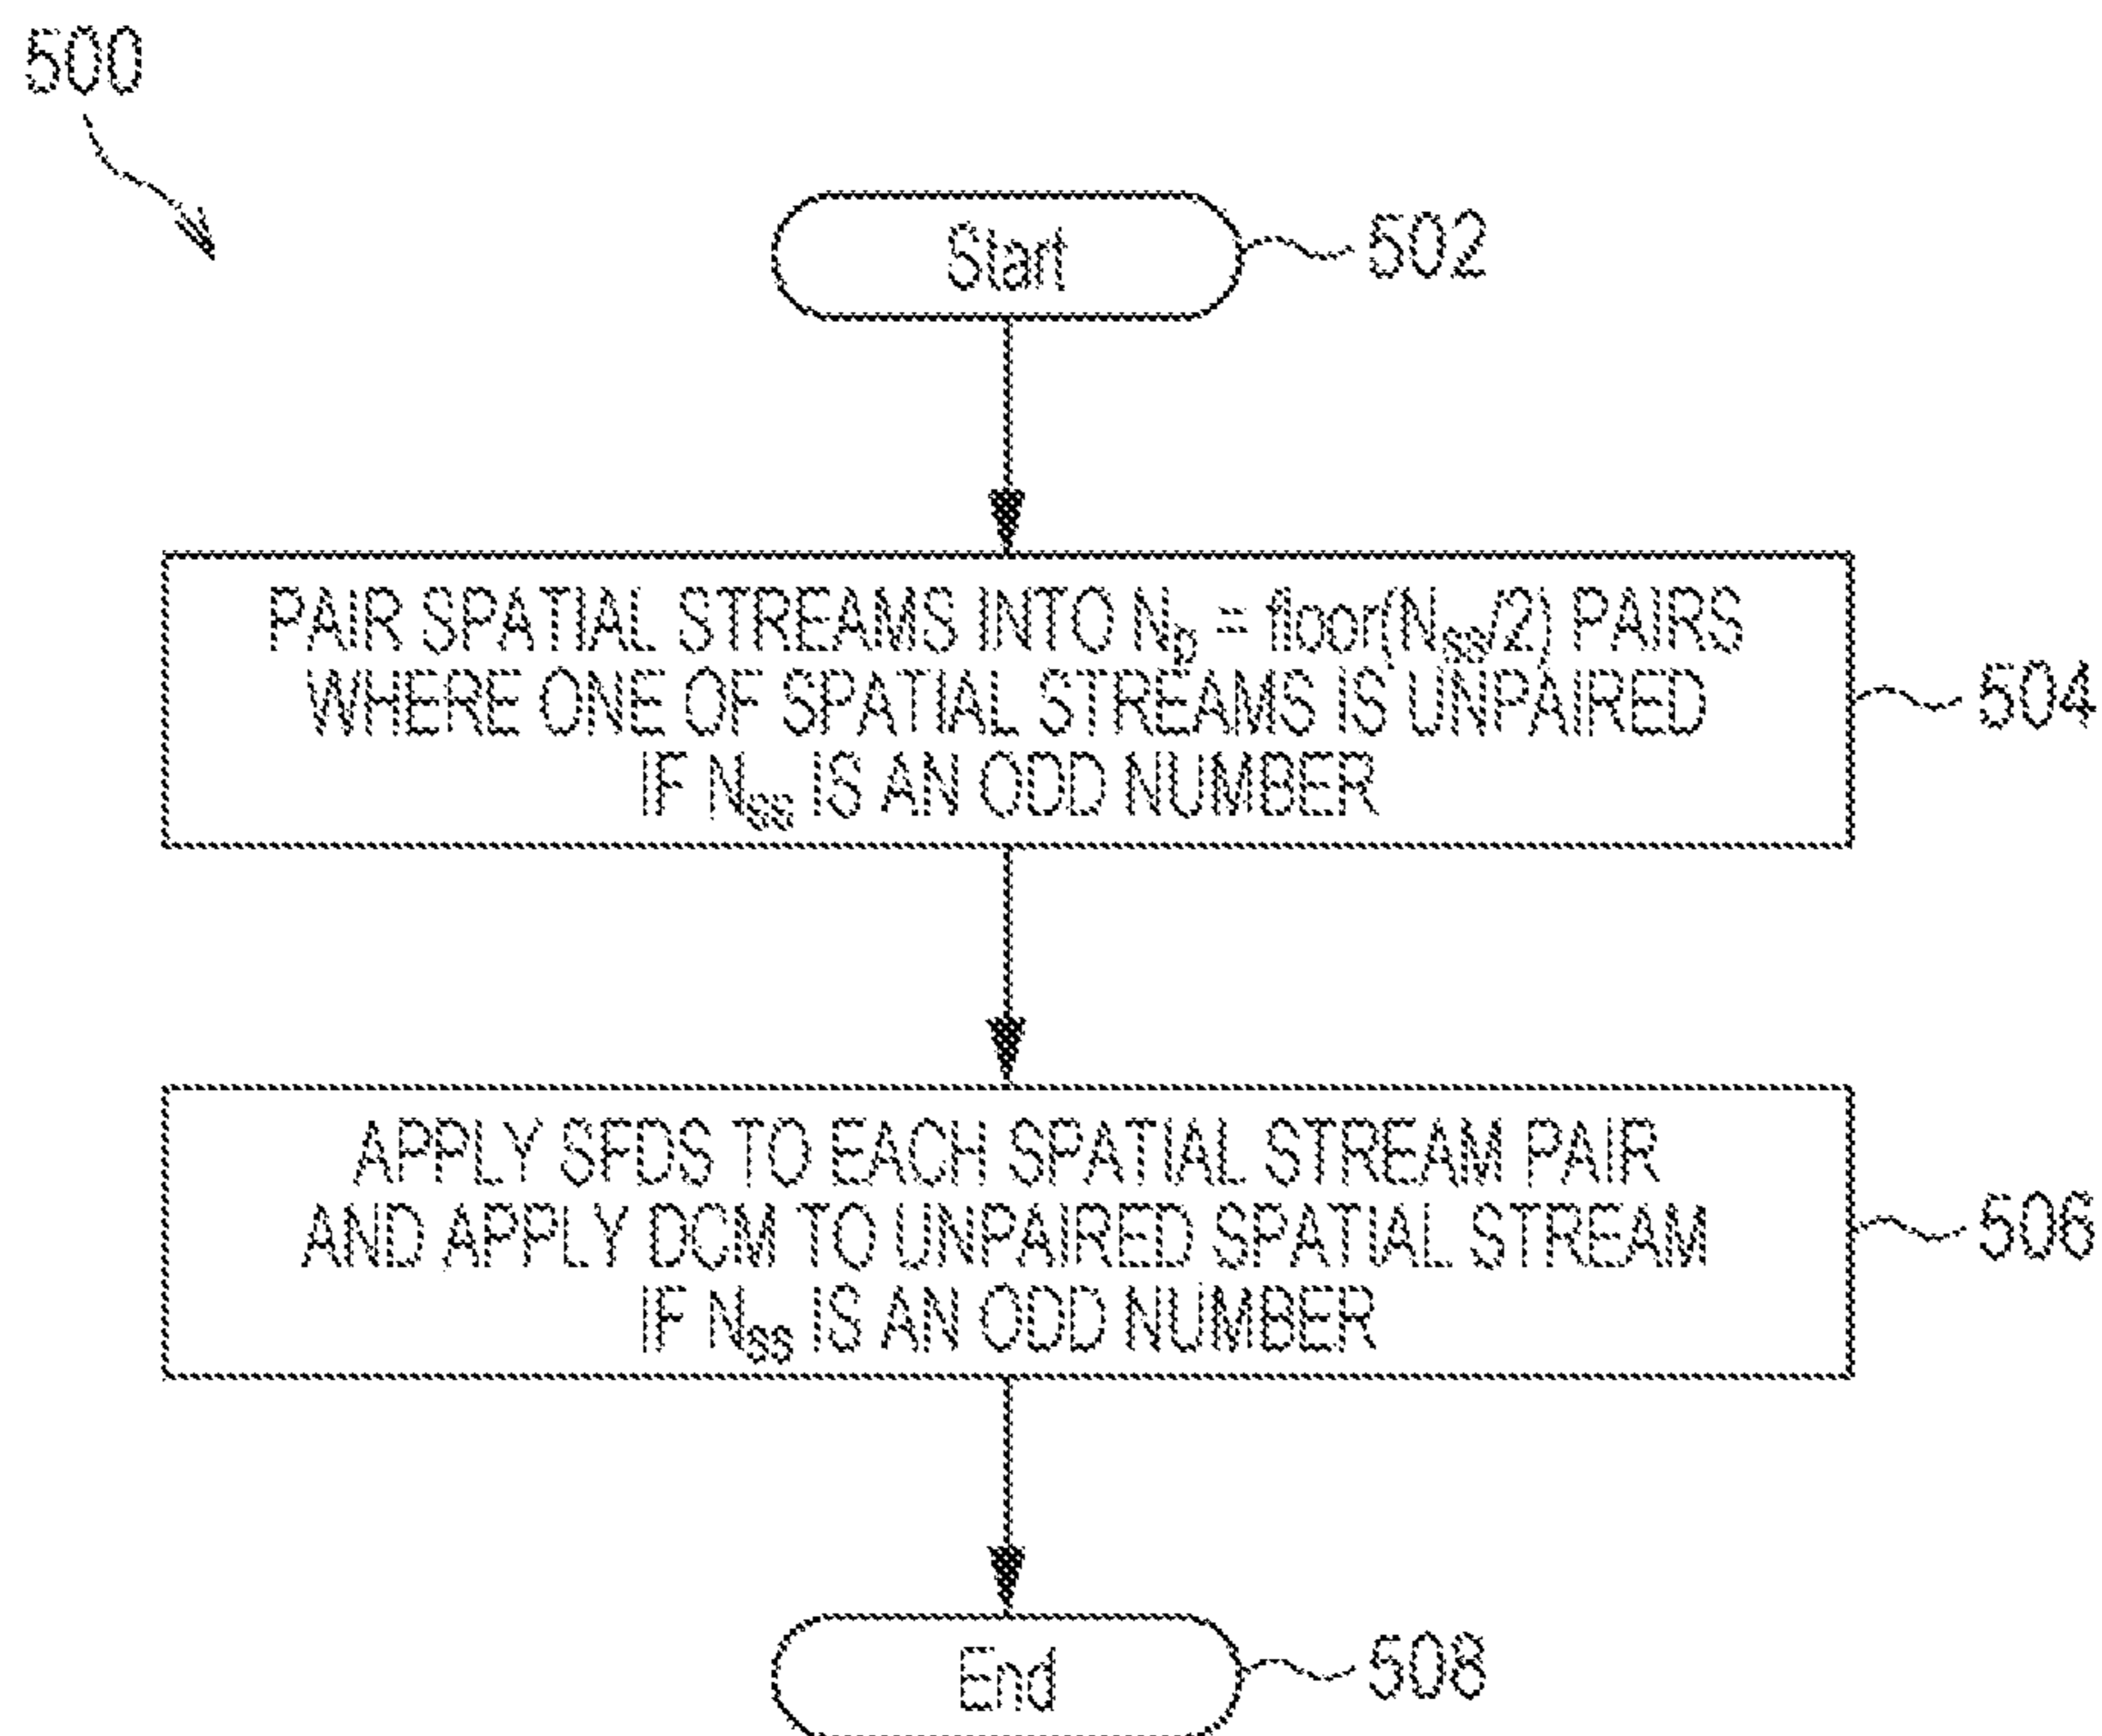 500
Start
502
PAIR SPATIAL STREAMS INTO Np = floor(Nss/2) PAIRS
WHERE ONE OF SPATIAL STREAMS IS UNPAIRED
IF Nss IS AN ODD NUMBER
504
APPLY SFDS TO EACH SPATIAL STREAM PAIR
AND APPLY DCM TO UNPAIRED SPATIAL STREAM
IF Nss IS AN ODD NUMBER
506
End
508